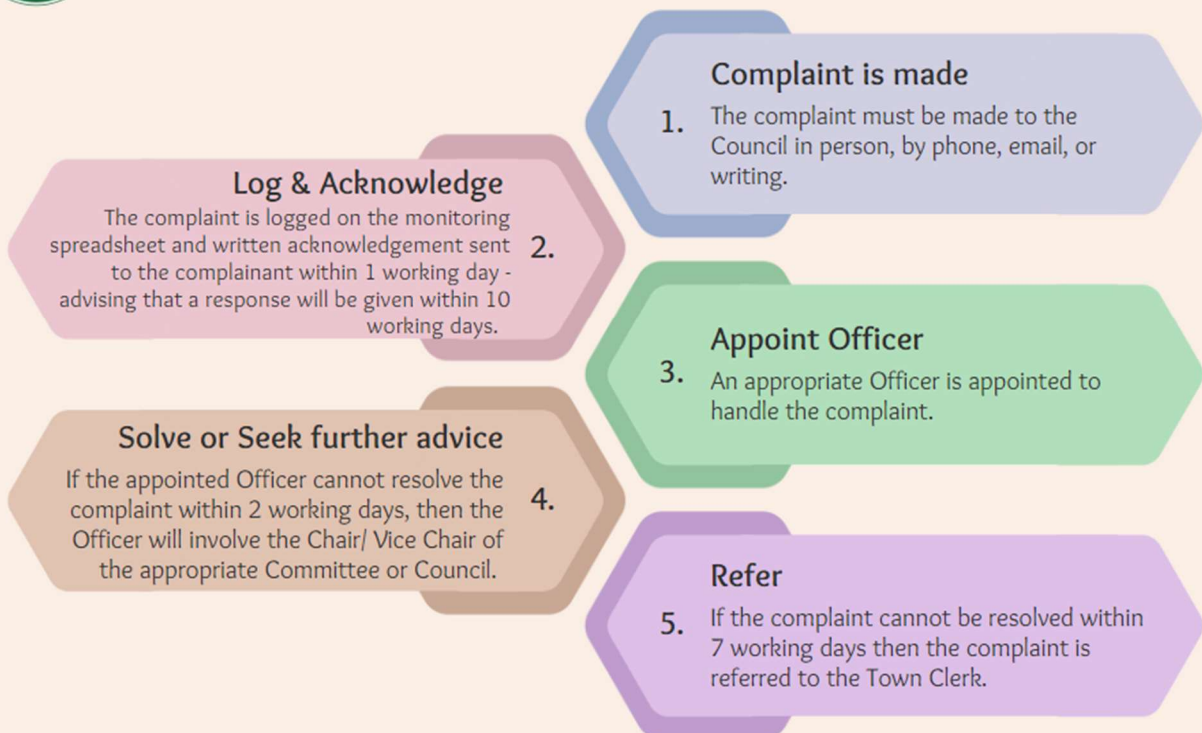 Complaint is made
1.
The complaint must be made to the
Council in person, by phone, email, or
writing.
Log & Acknowledge
The complaint is logged on the monitoring
spreadsheet and written acknowledgement sent
to the complainant within 1 working day -
advising that a response will be given within 10
working days.
2.
Appoint Officer
3.
An appropriate Officer is appointed to
handle the complaint.
Solve or Seek further advice
If the appointed Officer cannot resolve the
complaint within 2 working days, then the
Officer will involve the Chair/ Vice Chair of
the appropriate Committee or Council.
4.
Refer
5.
If the complaint cannot be resolved within
7 working days then the complaint is
referred to the Town Clerk.